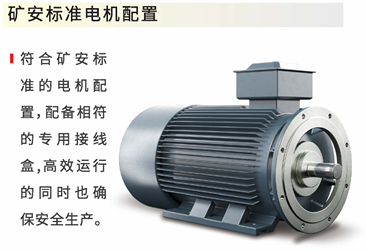 矿安标准电机配置
符合矿安标
准的电机配
置,配备相符
的专用接线
盒,高效运行
的同时也确
保安全生产。